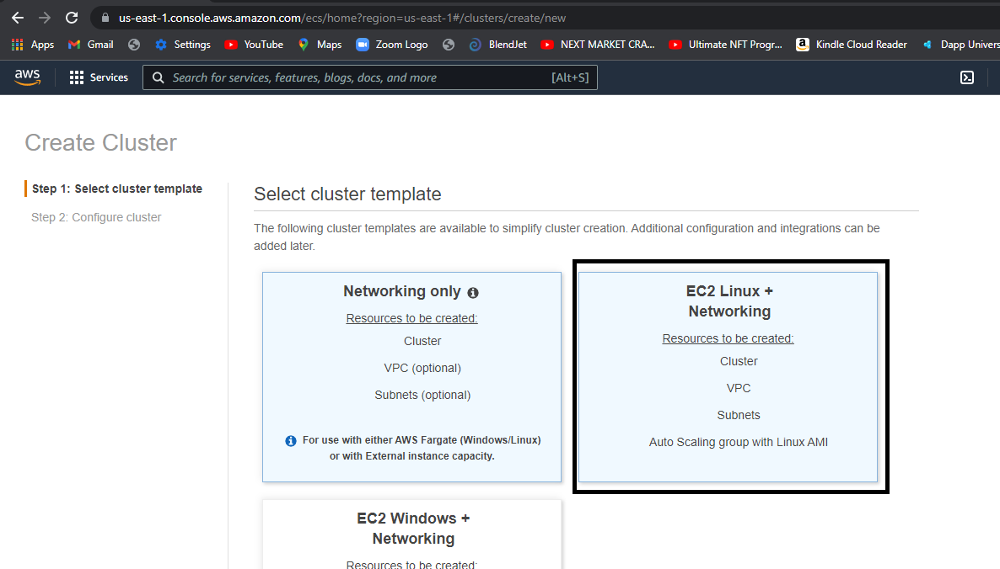 us-east-1.console.aws.amazon.com/ecs/home?region=us-east-1#/clusters/create/new
Apps Gmail Settings YouTube Maps Zoom Logo BlendJet NEXT MARKET CRA... Ultimate NFT Progr... Kindle Cloud Reader Dapp Univers
aws Services Search for services, features, blogs, docs, and more [Alt+S]
Create Cluster
Step 1: Select cluster template
Step 2: Configure cluster
Select cluster template
The following cluster templates are available to simplify cluster creation. Additional configuration and integrations can be
added later.
Networking only
Resources to be created:
Cluster
VPC (optional)
Subnets (optional)
For use with either AWS Fargate (Windows/Linux)
or with External instance capacity.
EC2 Linux +
Networking
Resources to be created:
Cluster
VPC
Subnets
Auto Scaling group with Linux AMI
EC2 Windows +
Networking
Resources to be created: